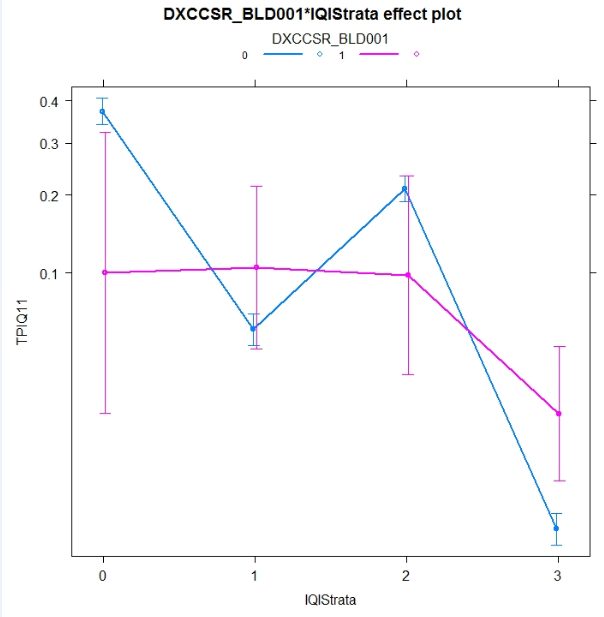 DXCCSR_BLD001*IQIStrata effect plot
DXCCSR_BLD001
0 1
0.4
0.3
0.2
0.1
TPIQ11
0 1 2 3
IQIStrata